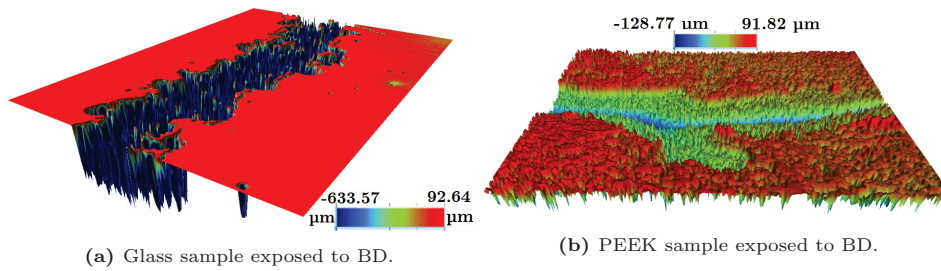 -128.77 µm 91.82 µm
-633.57 92.64
µm µm
(a) Glass sample exposed to BD.
(b) PEEK sample exposed to BD.